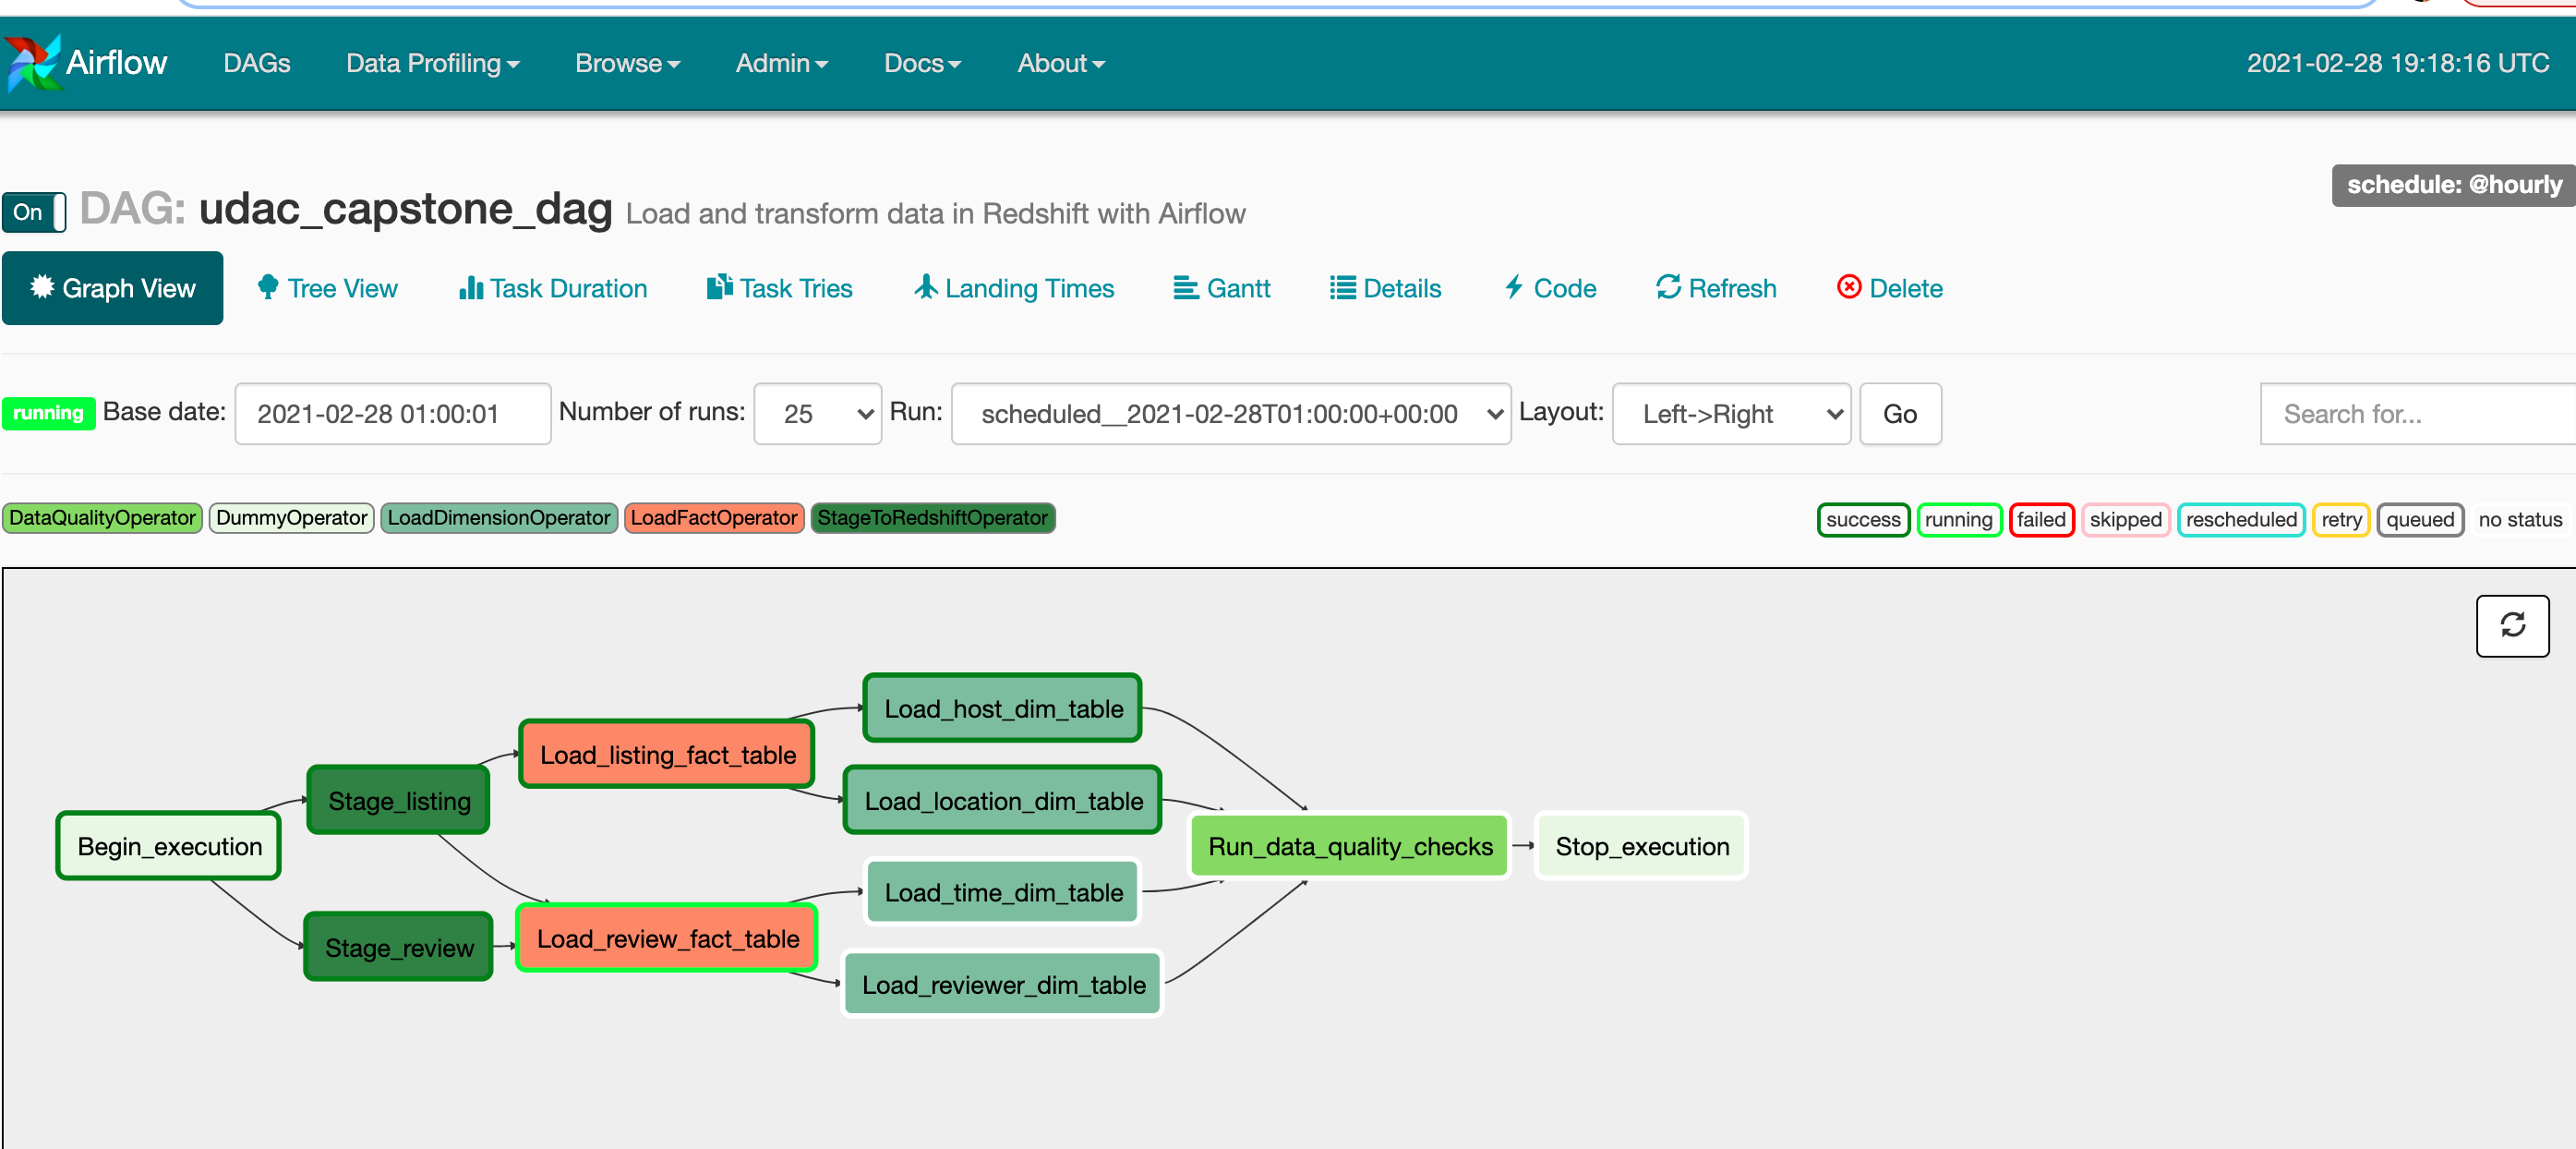 Airflow DAGs Data Profiling Browse Admin Docs About 2021-02-28 19:18:16 UTC
schedule: @hourly
On DAG: udac_capstone_dag Load and transform data in Redshift with Airflow
Graph View Tree View Task Duration Task Tries Landing Times Gantt Details Code Refresh Delete
running Base date: 2021-02-28 01:00:01 Number of runs: 25 Run: scheduled__2021-02-28T01:00:00+00:00 Layout: Left->Right Go Search for...
DataQualityOperator DummyOperator LoadDimensionOperator LoadFactOperator StageToRedshiftOperator success running failed skipped rescheduled retry queued no status
Load_host_dim_table
Load_listing_fact_table
Stage_listing Load_location_dim_table
Begin_execution Run_data_quality_checks Stop_execution
Load_time_dim_table
Stage_review Load_review_fact_table
Load_reviewer_dim_table